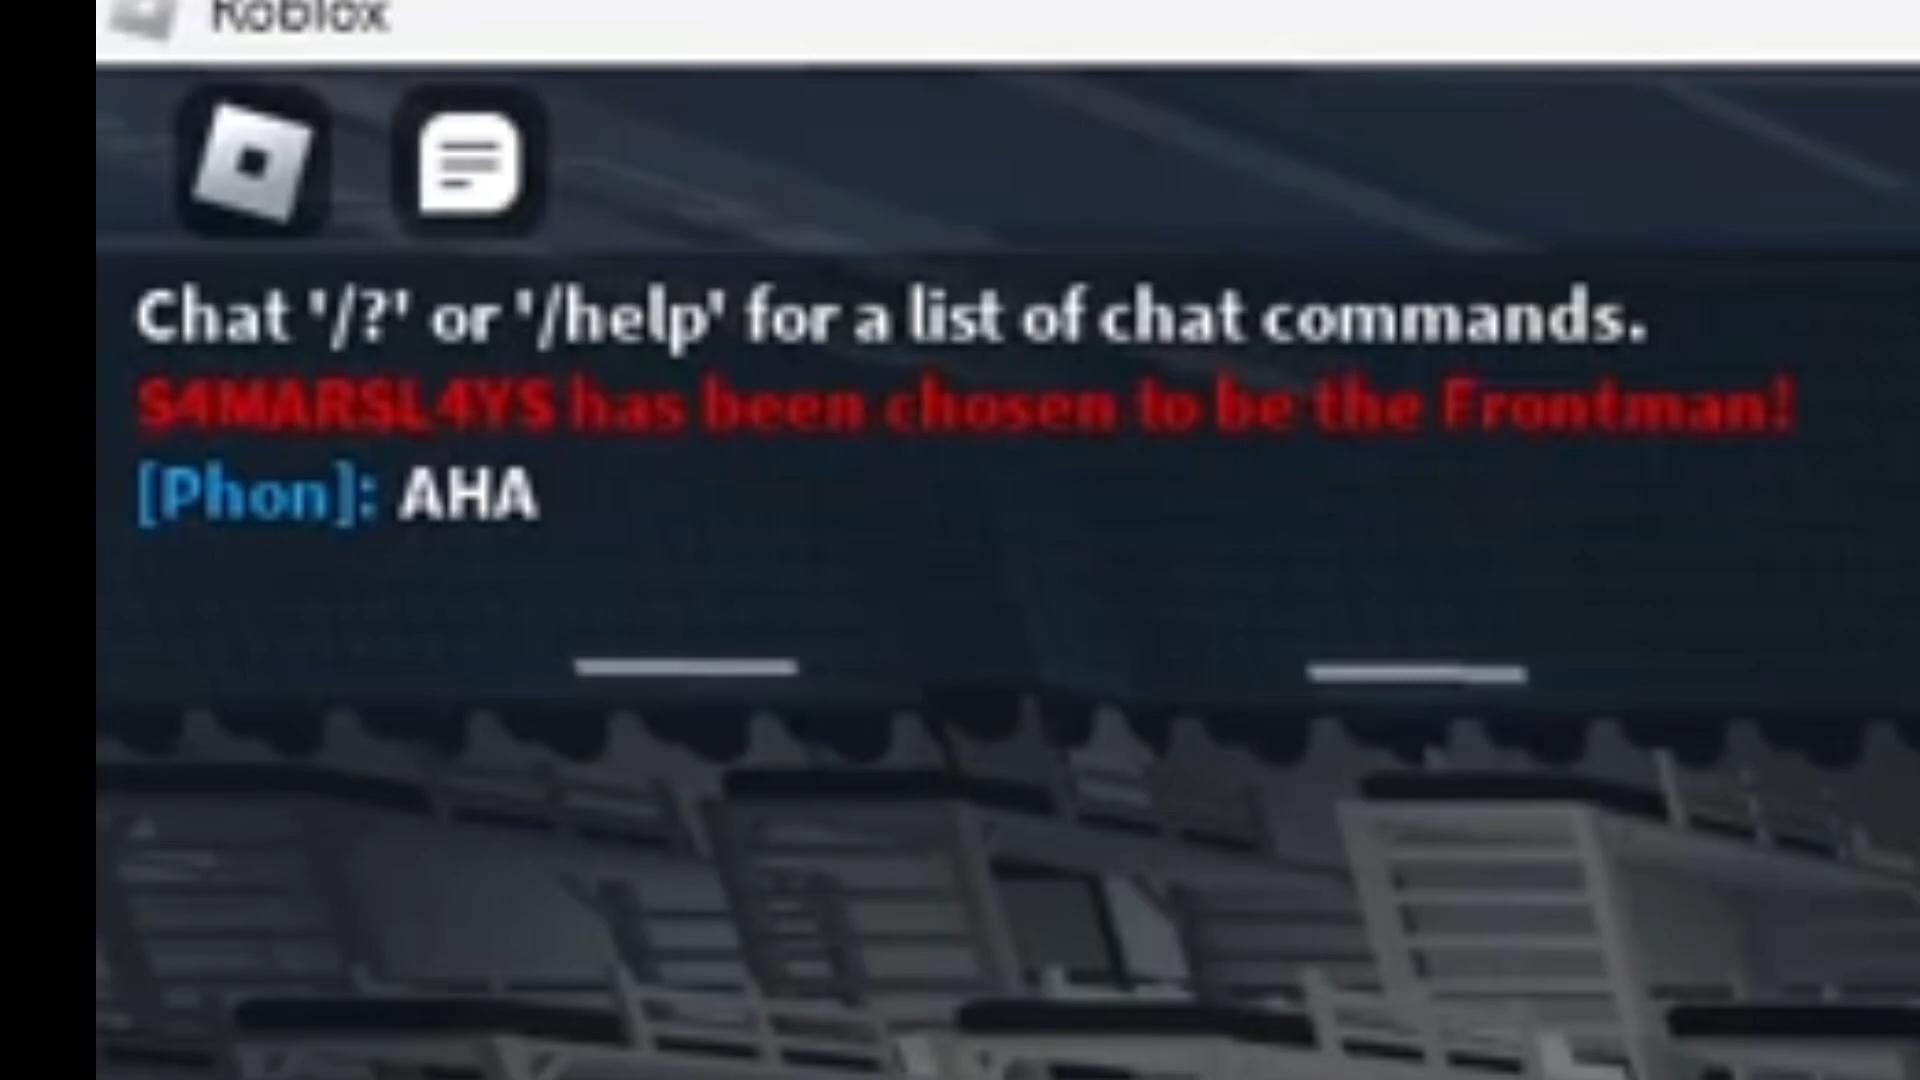 Roblox
Chat '/?' or '/help' for a list of chat commands.
S4MARSL4YS has been chosen to be the Frontman!
[Phon]: AHA